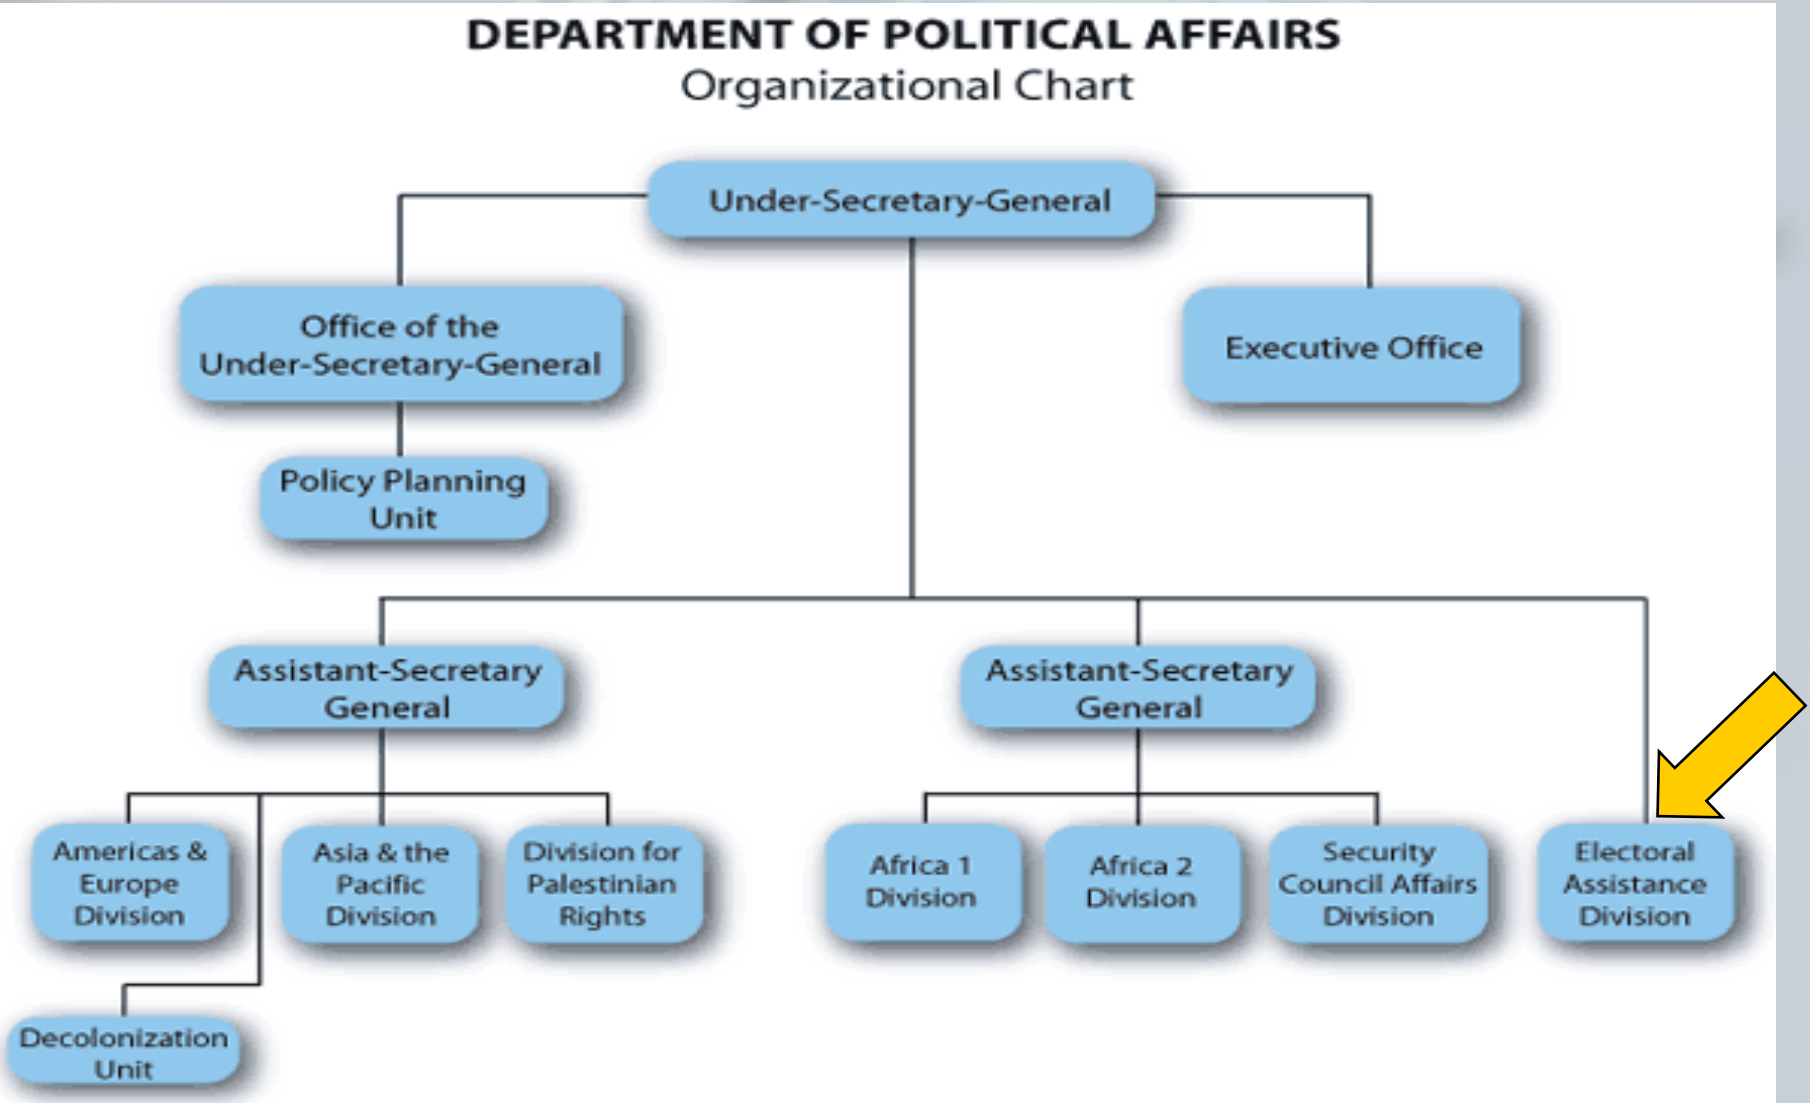 DEPARTMENT OF POLITICAL AFFAIRS
Organizational Chart
Under-Secretary-General
Office of the
Under-Secretary-General
Executive Office
Policy Planning
Unit
Assistant-Secretary
General
Assistant-Secretary
General
Americas &
Europe
Division
Asia & the
Pacific
Division
Division for
Palestinian
Rights
Africa 1
Division
Africa 2
Division
Security
Council Affairs
Division
Electoral
Assistance
Division
Decolonization
Unit